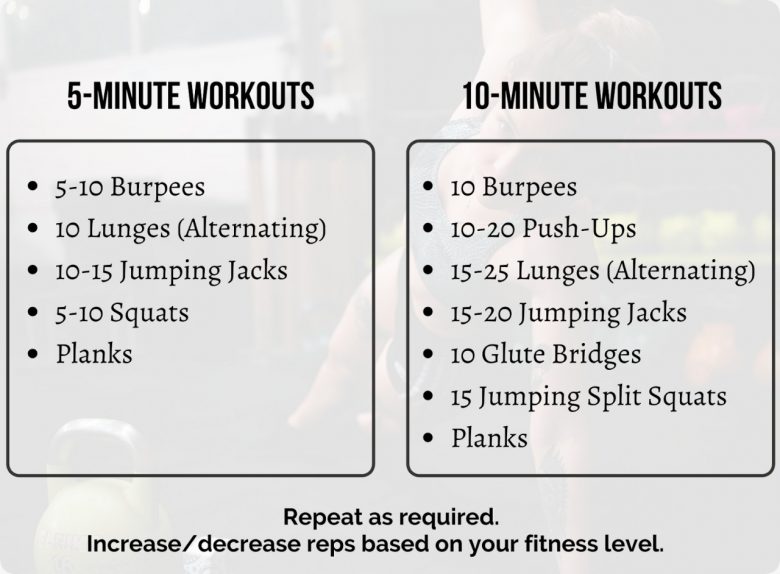 5-MINUTE WORKOUTS
5-10 Burpees
10 Lunges (Alternating)
10-15 Jumping Jacks
5-10 Squats
Planks
10-MINUTE WORKOUTS
10 Burpees
10-20 Push-Ups
15-25 Lunges (Alternating)
15-20 Jumping Jacks
10 Glute Bridges
15 Jumping Split Squats
Planks
Repeat as required.
Increase/decrease reps based on your fitness level.